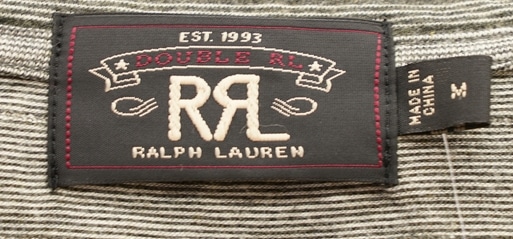 EST. 1993
DOUBLE RL
RRL
RALPH LAUREN
MADE IN
CHINA
M